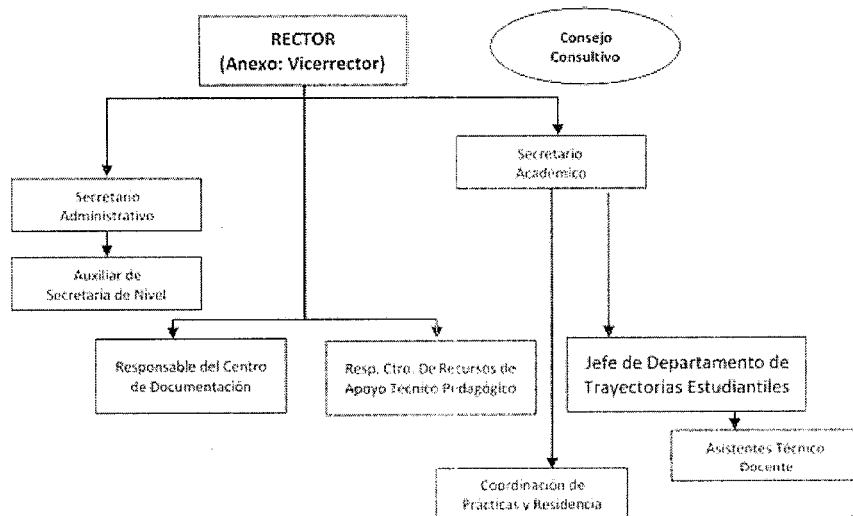 RECTOR
(Anexo: Vicerrector)
Consejo
Consultivo
Secretario
Académico
Secretario
Administrativo
Auxiliar de
Secretaria de Nivel
Responsable del Centro
de Documentación
Resp. Ctro. De Recursos de
Apoyo Técnico Pedagógico
Jefe de Departamento de
Trayectorias Estudiantiles
Asistentes Técnico
Docente
Coordinación de
Prácticas y Residencia